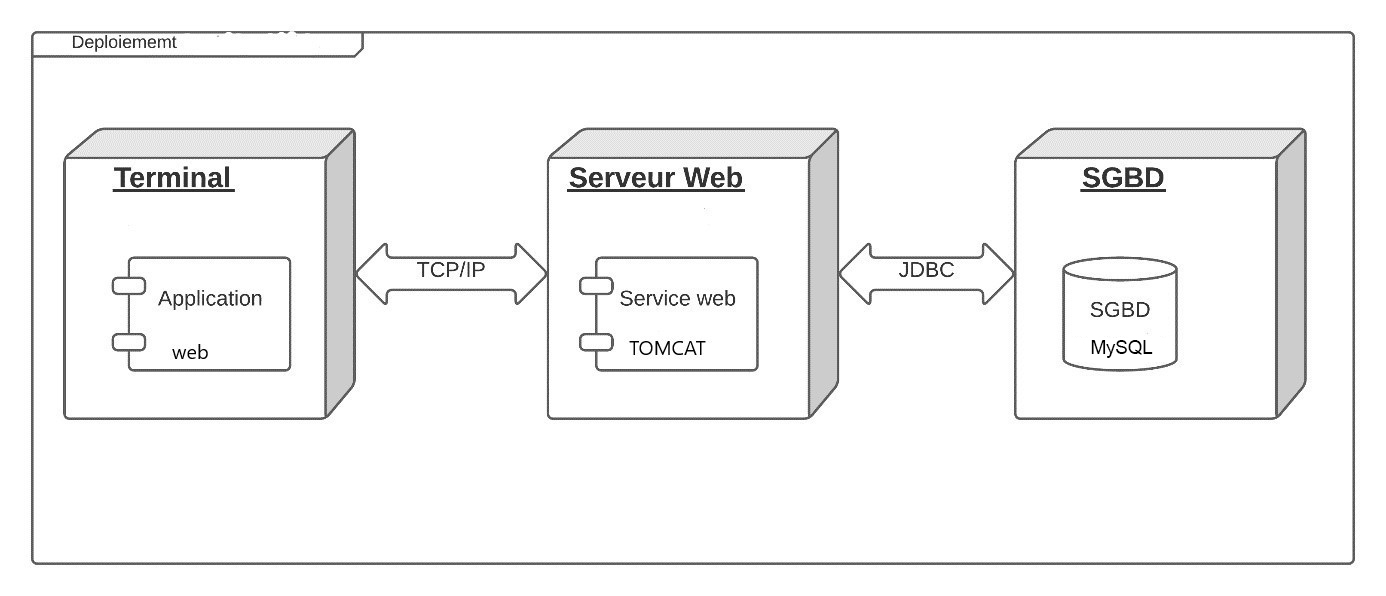 Deploiememt
Terminal
Application
web
TCP/IP
Serveur Web
Service web
TOMCAT
JDBC
SGBD
SGBD
MySQL